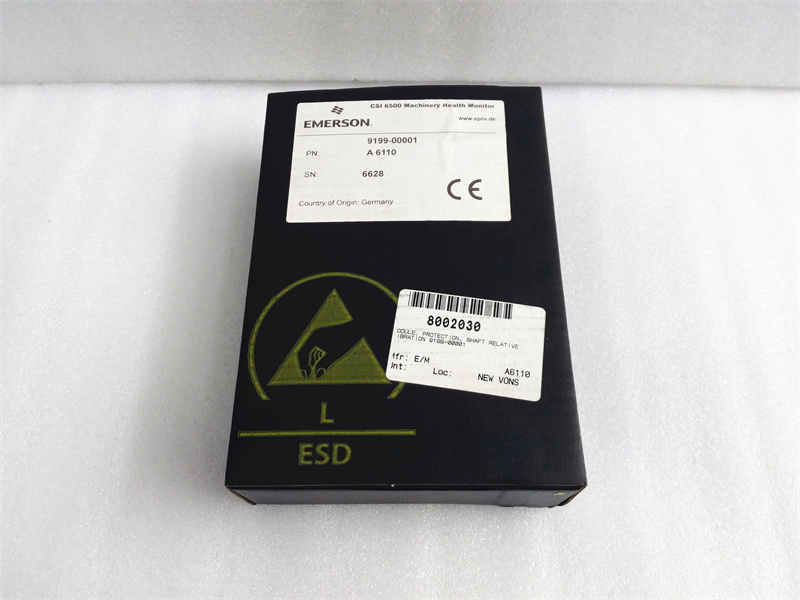 CSI 6500 Machinery Health Monitor
EMERSON.
www.epro.de
9199-00001
PN: A 6110
SN: 6628
CE
Country of Origin: Germany
8002030
ODULE, PROTECTION, SHAFT RELATIVE
IBRATION 9199-00001
fr: E/M
A6110
Int: Loc: NEW VONS
L
ESD